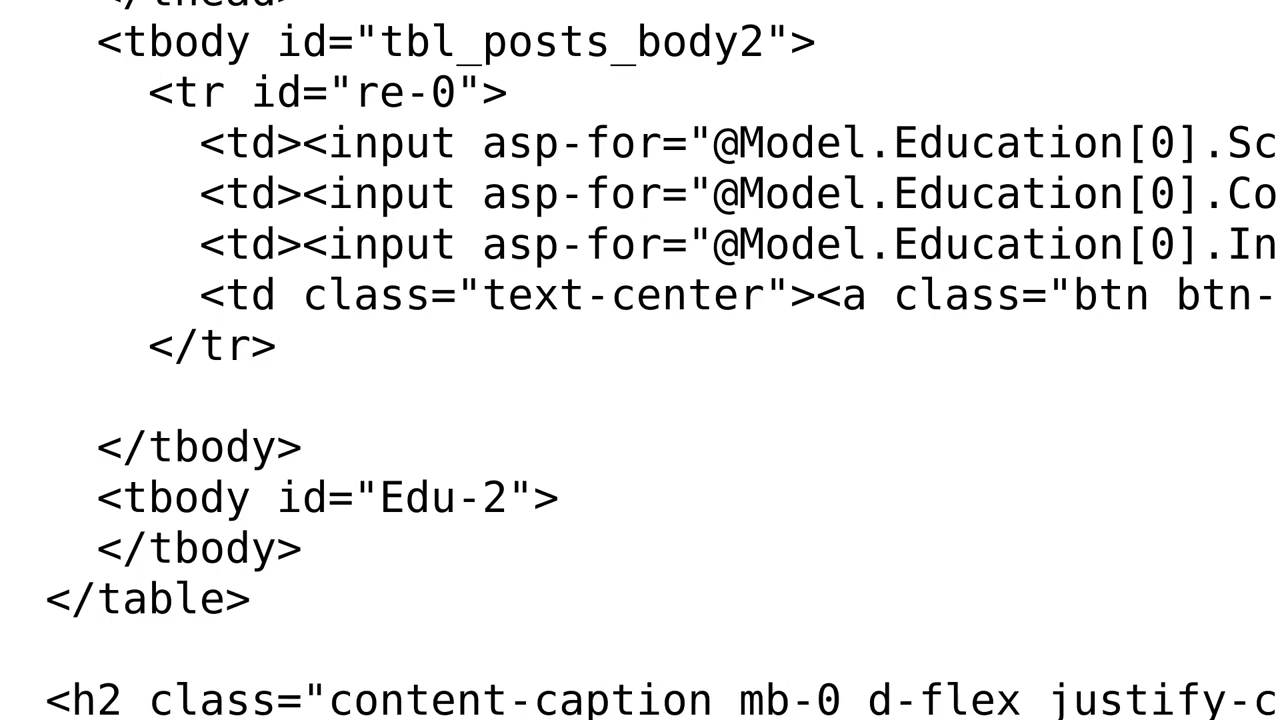 </thead>
<tbody id="tbl_posts_body2">
<tr id="re-0">
<td><input asp-for="@Model.Education[0].Sc
<td><input asp-for="@Model.Education[0].Co
<td><input asp-for="@Model.Education[0].In
<td class="text-center"><a class="btn btn-
</tr>
</tbody>
<tbody id="Edu-2">
</tbody>
</table>
<h2 class="content-caption mb-0 d-flex justify-c